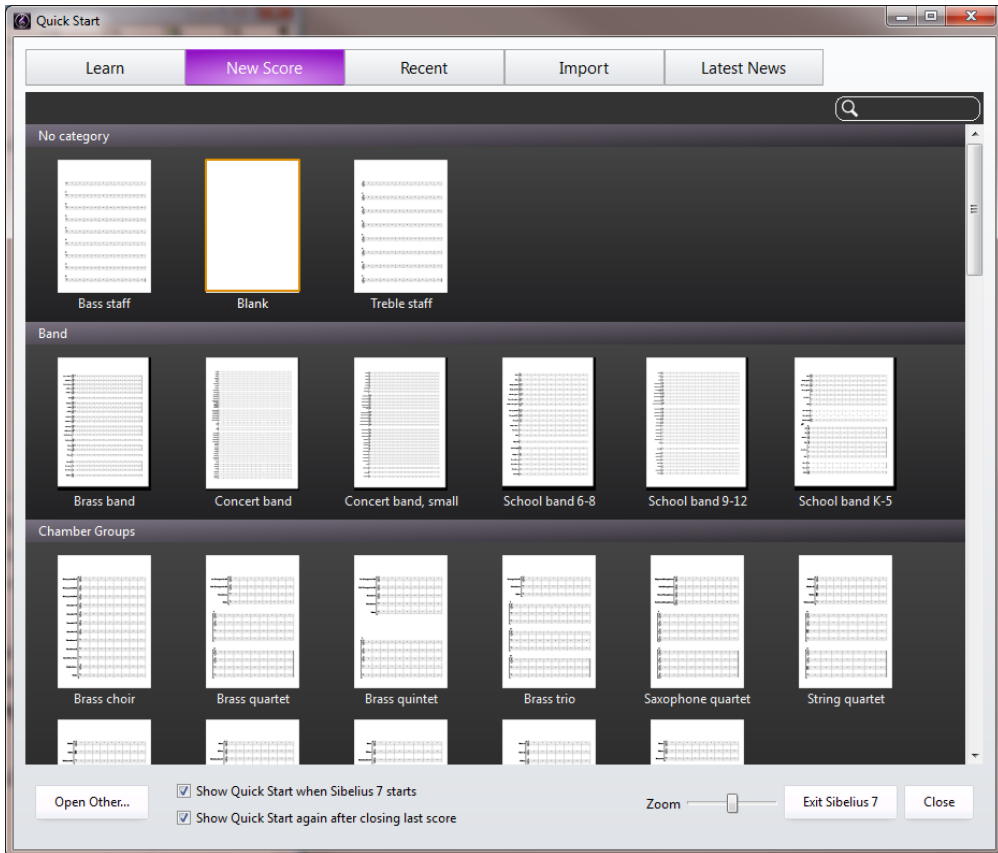 Quick Start
Learn New Score Recent Import Latest News
No category
Bass staff Blank Treble staff
Band
Brass band Concert band Concert band, small School band 6-8 School band 9-12 School band K-5
Chamber Groups
Brass choir Brass quartet Brass quintet Brass trio Saxophone quartet String quartet
Open Other...
Show Quick Start when Sibelius 7 starts
Show Quick Start again after closing last score
Zoom
Exit Sibelius 7
Close